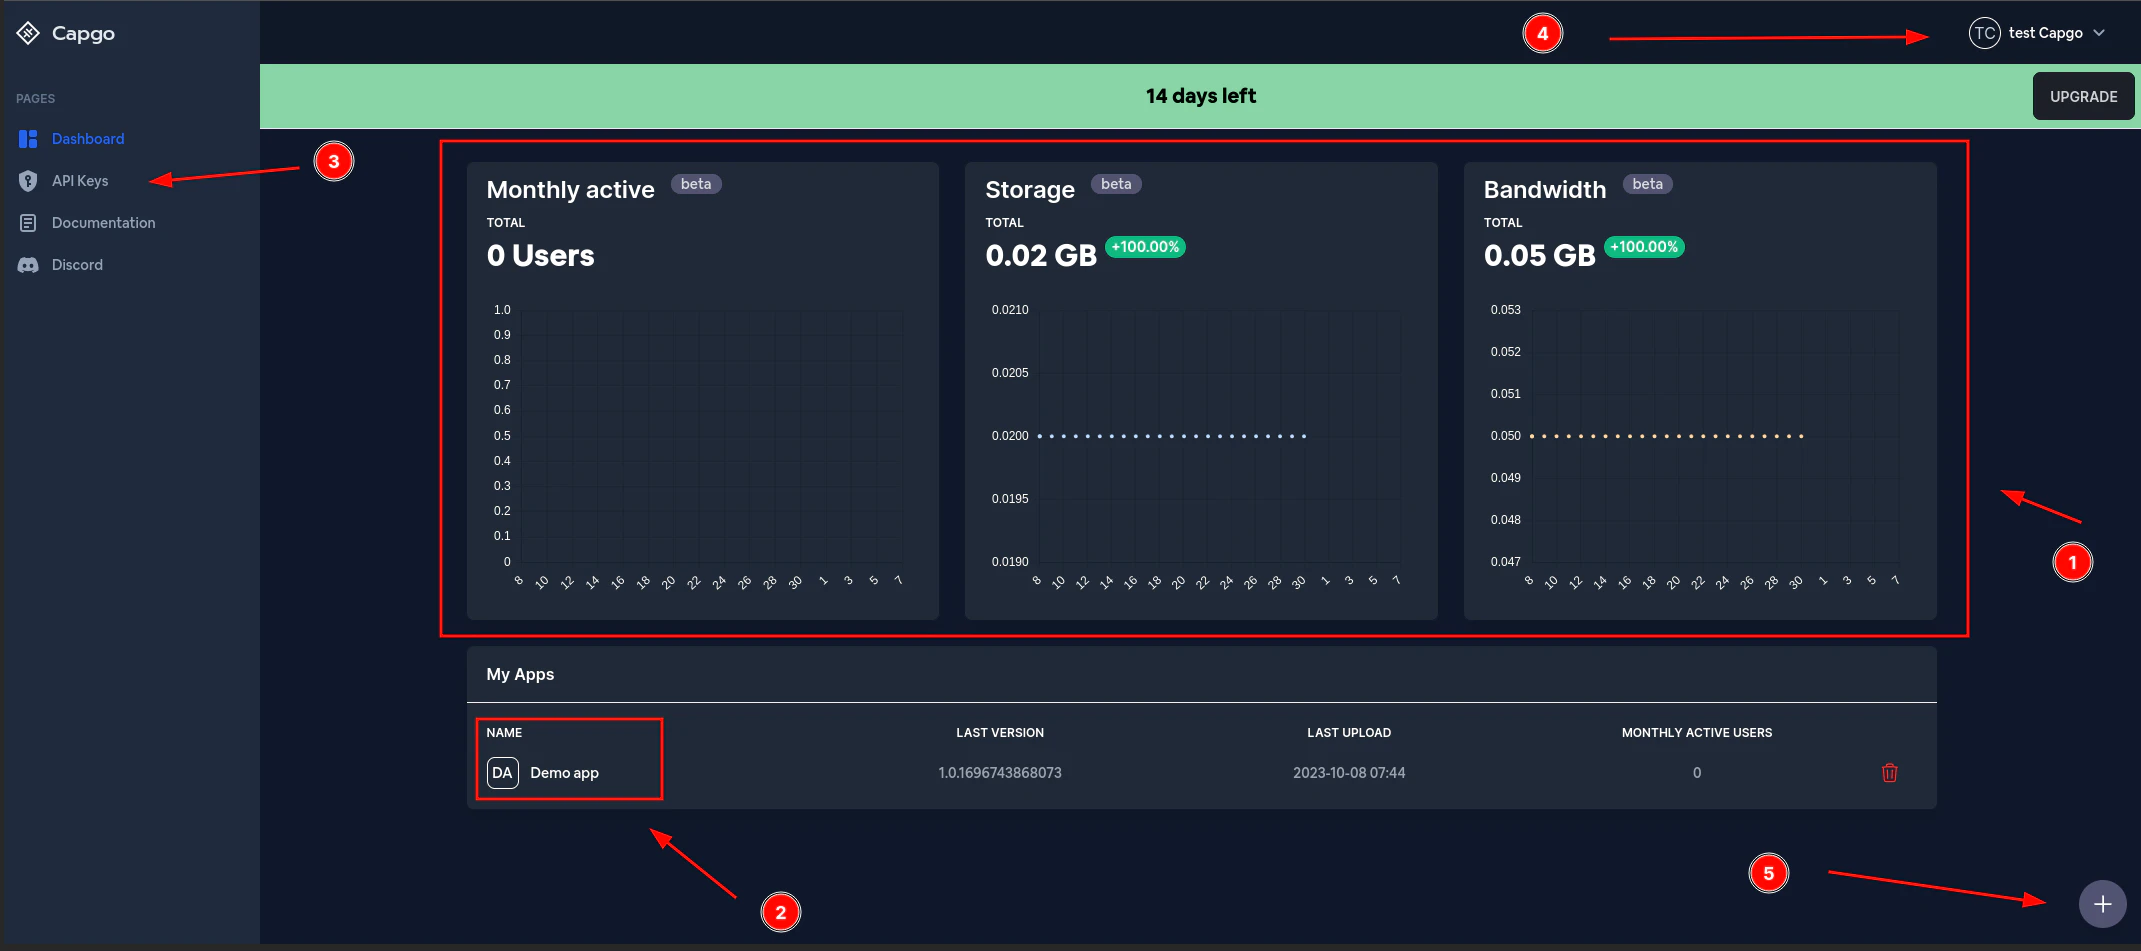 Capgo
4
TC test Capgo
14 days left
UPGRADE
PAGES
Dashboard
3
API Keys
Documentation
Discord
Monthly active beta
TOTAL
0 Users
1.0
0.9
0.8
0.7
0.6
0.5
0.4
0.3
0.2
0.1
0
8 10 12 14 16 18 20 22 24 26 28 30 1 3 5 7
Storage beta
TOTAL
0.02 GB +100.00%
0.0210
0.0205
0.0200
0.0195
0.0190
8 10 12 14 16 18 20 22 24 26 28 30 1 3 5 7
Bandwidth beta
TOTAL
0.05 GB +100.00%
0.053
0.052
0.051
0.050
0.049
0.048
0.047
8 10 12 14 16 18 20 22 24 26 28 30 1 3 5 7
1
My Apps
NAME LAST VERSION LAST UPLOAD MONTHLY ACTIVE USERS
DA Demo app 1.0.1696743868073 2023-10-08 07:44 0
2
5
+